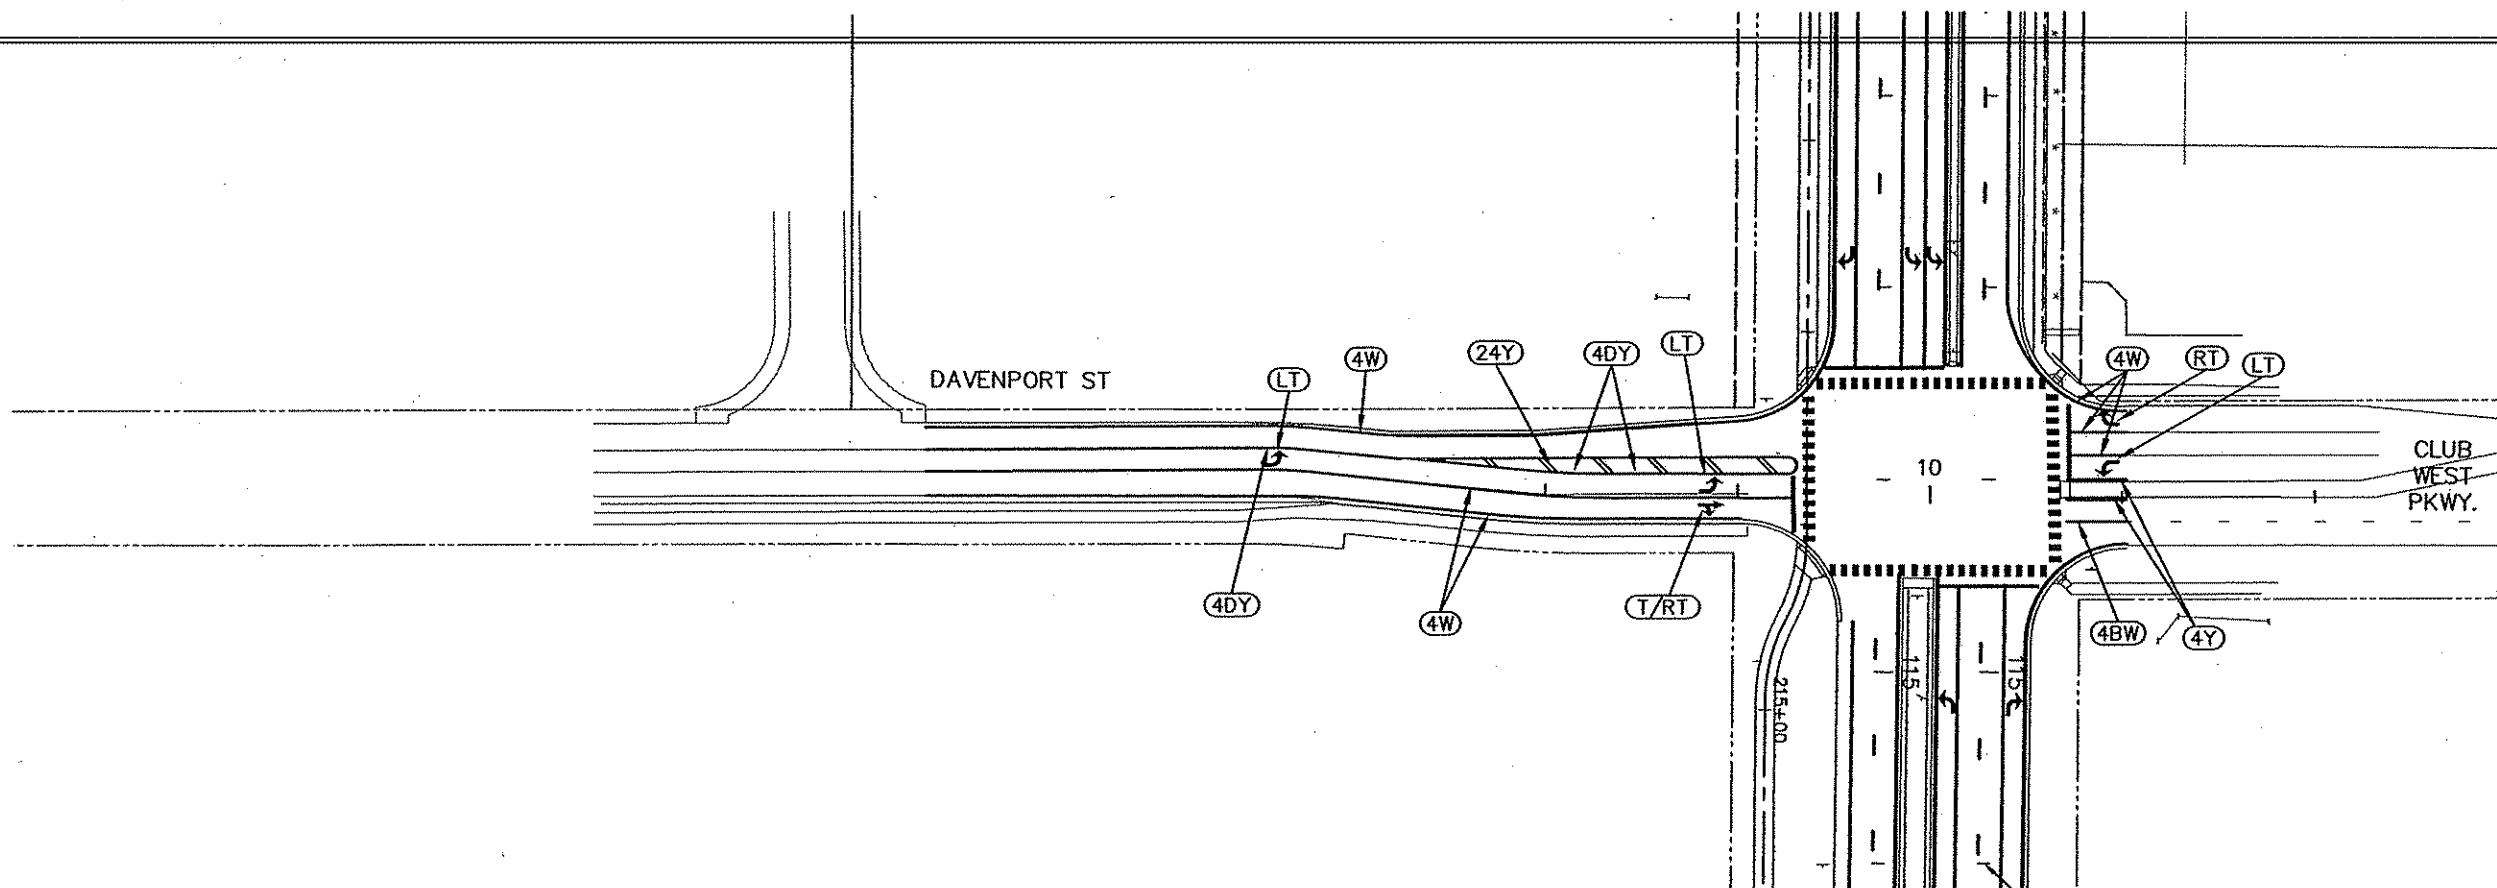 DAVENPORT ST
LT
4W
24Y
4DY
LT
4W
RT
LT
CLUB
WEST
PKWY.
10
4DY
4W
T/RT
4BW
4Y
115
115
215+00